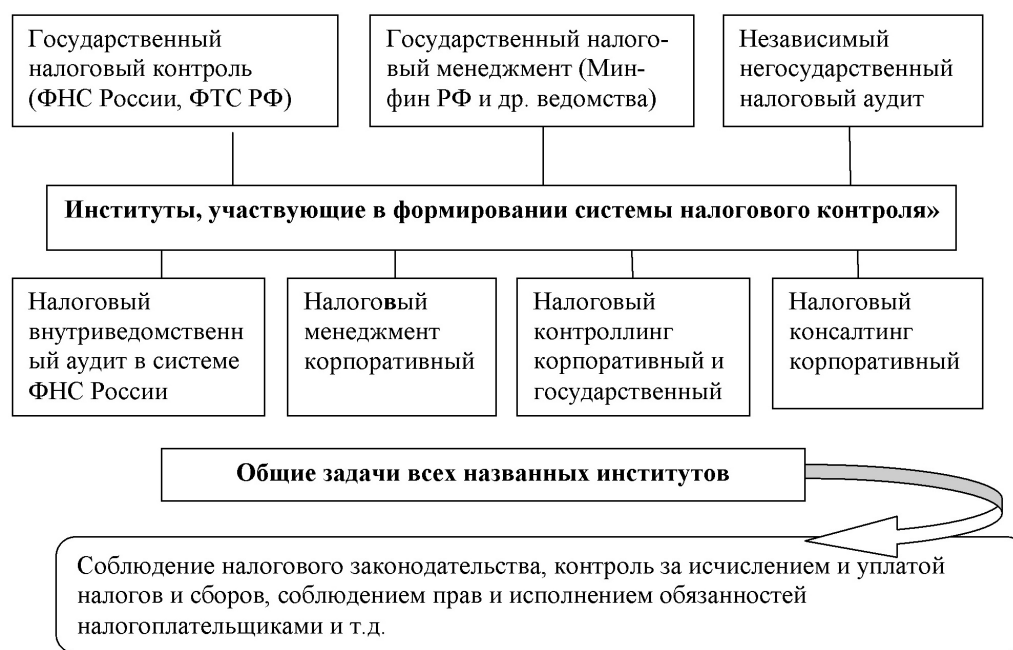 Государственный
налоговый контроль
(ФНС России, ФТС РФ)
Государственный налого-
вый менеджмент (Мин-
фин РФ и др. ведомства)
Независимый
негосударственный
налоговый аудит
Институты, участвующие в формировании системы налогового контроля»
Налоговый
внутриведомственн
ый аудит в системе
ФНС России
Налоговый
менеджмент
корпоративный
Налоговый
контроллинг
корпоративный и
государственный
Налоговый
консалтинг
корпоративный
Общие задачи всех названных институтов
Соблюдение налогового законодательства, контроль за исчислением и уплатой
налогов и сборов, соблюдением прав и исполнением обязанностей
налогоплательщиками и т.д.